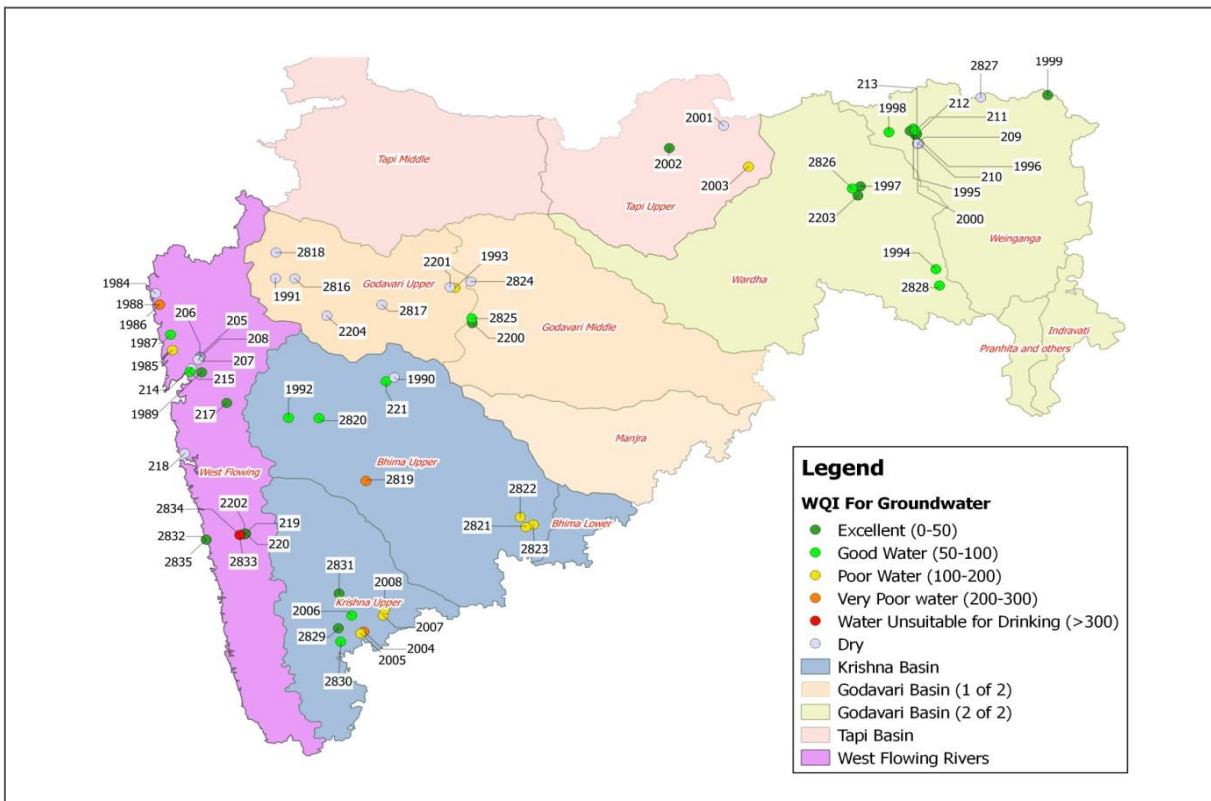 2827
1999
213
212
1998
211
2001
209
2002
1996
Tapi Middle
2826
210
2003
1997
1995
Tapi Upper
2203
2000
Weinganga
2818
2201
1993
1994
2824
Wardha
1984
Godavari Upper
2828
1991
2816
1988
206
205
2817
1986
2825
208
2204
Godavari Middle
Indravati
1987
2200
207
Pranhita and others
1985
1992
1990
214
215
1989
217
2820
221
Manjra
218
West Flowing
Bhima Upper
2819
2822
2202
2834
219
2821
Bhima Lower
2832
220
2823
2835
2833
2831
2008
2006
Krishna Upper
2829
2007
2004
2005
2830
Legend
WQI For Groundwater
Excellent (0-50)
Good Water (50-100)
Poor Water (100-200)
Very Poor water (200-300)
Water Unsuitable for Drinking (>300)
Dry
Krishna Basin
Godavari Basin (1 of 2)
Godavari Basin (2 of 2)
Tapi Basin
West Flowing Rivers